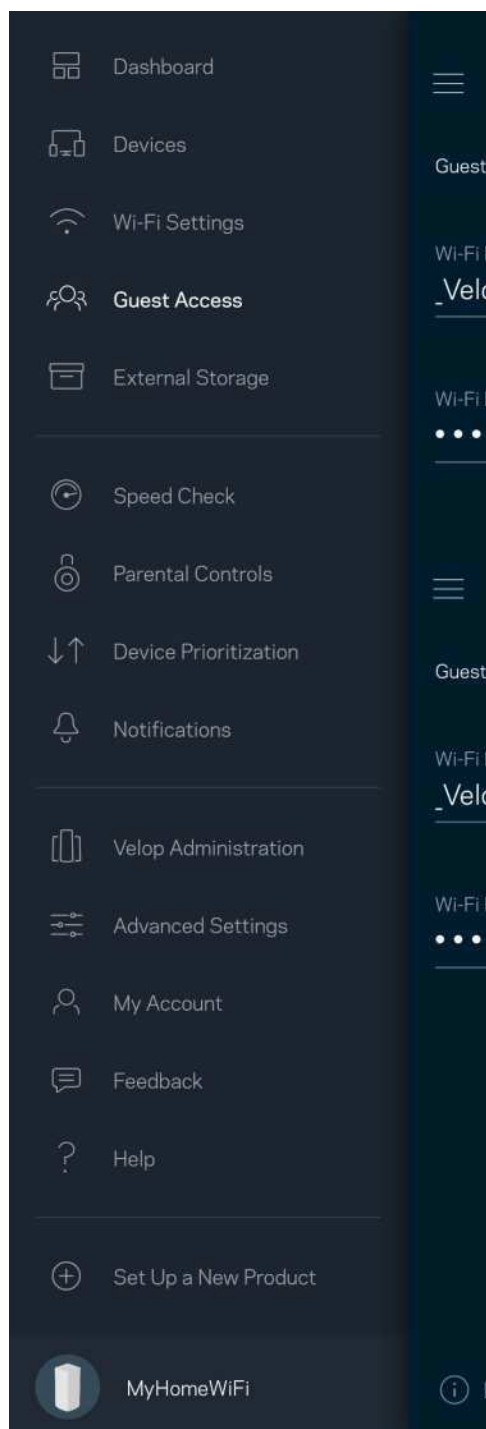 Dashboard
Devices
Wi-Fi Settings
Guest Access
External Storage
Speed Check
Parental Controls
Device Prioritization
Notifications
Velop Administration
Advanced Settings
My Account
Feedback
Help
Set Up a New Product
MyHomeWiFi
Guest
Wi-Fi
_Velo
Wi-Fi
Guest
Wi-Fi
_Velo
Wi-Fi